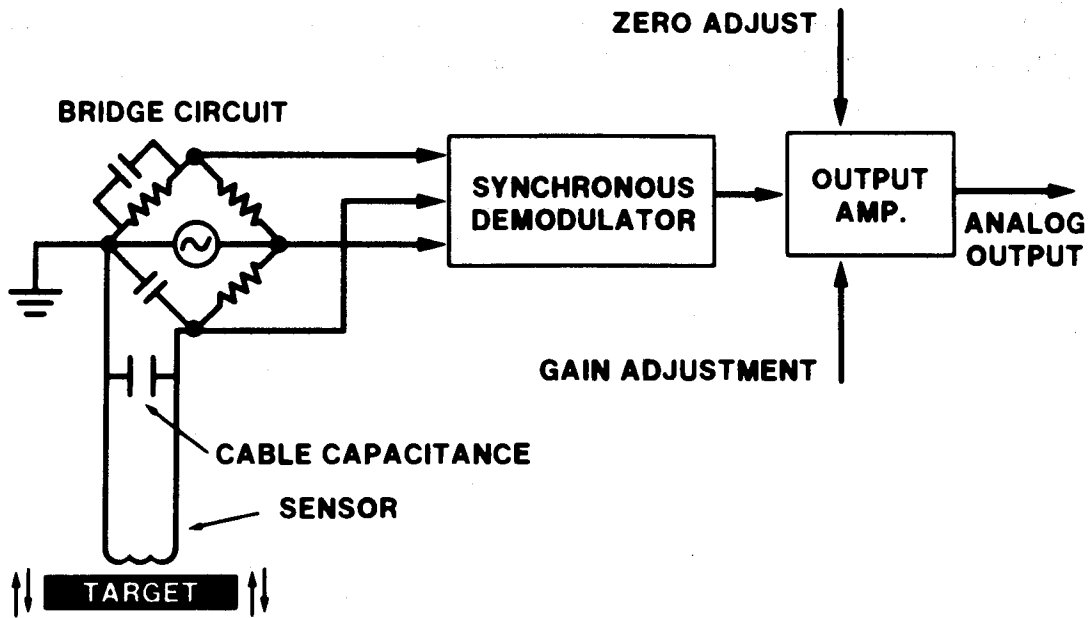 ZERO ADJUST
BRIDGE CIRCUIT
SYNCHRONOUS
DEMODULATOR
OUTPUT
AMP.
ANALOG
OUTPUT
GAIN ADJUSTMENT
CABLE CAPACITANCE
SENSOR
TARGET